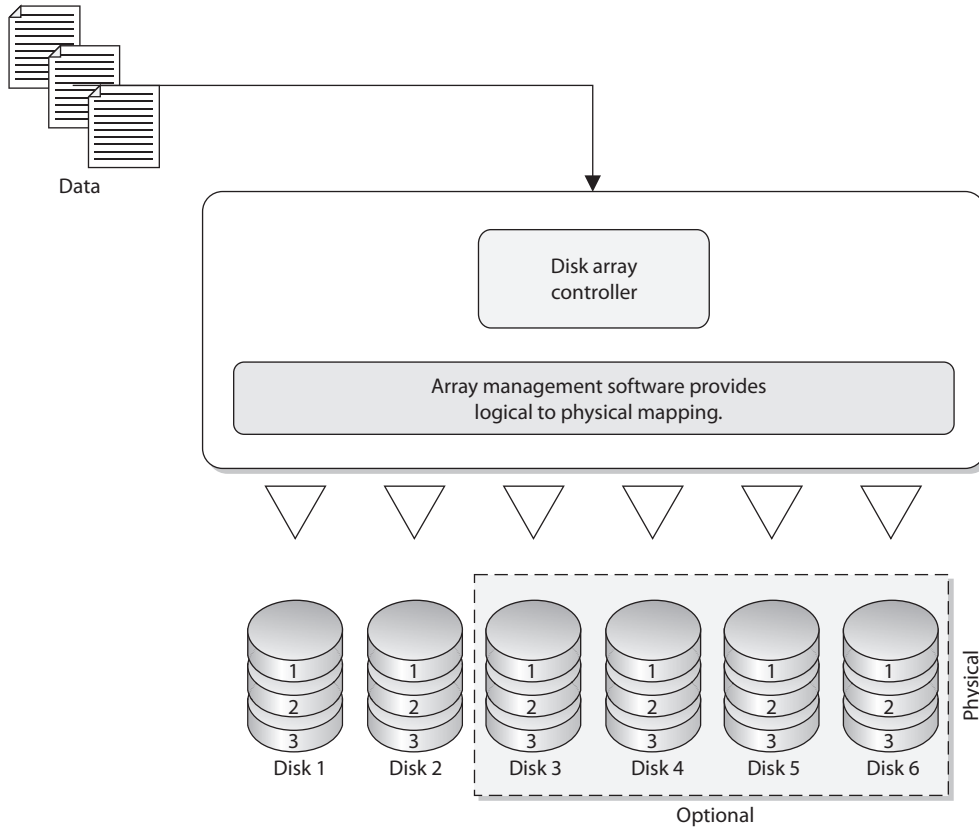 Data
Disk array
controller
Array management software provides
logical to physical mapping.
1
1
1
1
1
1
2
2
2
2
2
2
3
3
3
3
3
3
Disk 1
Disk 2
Disk 3
Disk 4
Disk 5
Disk 6
Physical
Optional